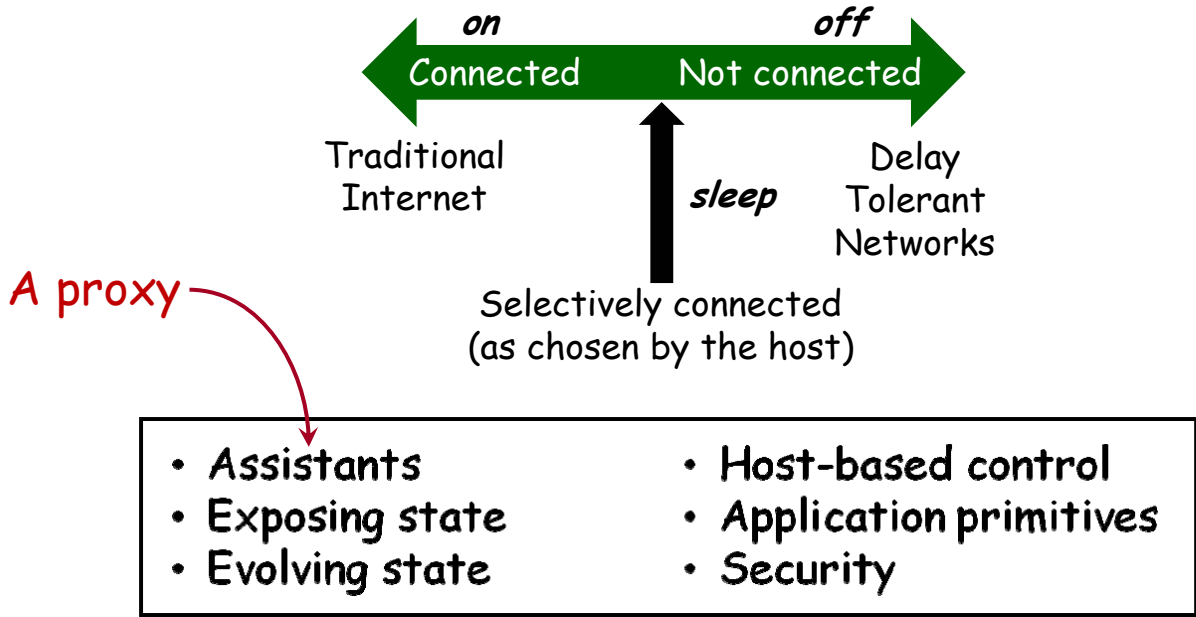 on
off
Connected
Not connected
Traditional
Internet
sleep
Delay
Tolerant
Networks
A proxy
Selectively connected
(as chosen by the host)
• Assistants
• Exposing state
• Evolving state
• Host-based control
• Application primitives
• Security